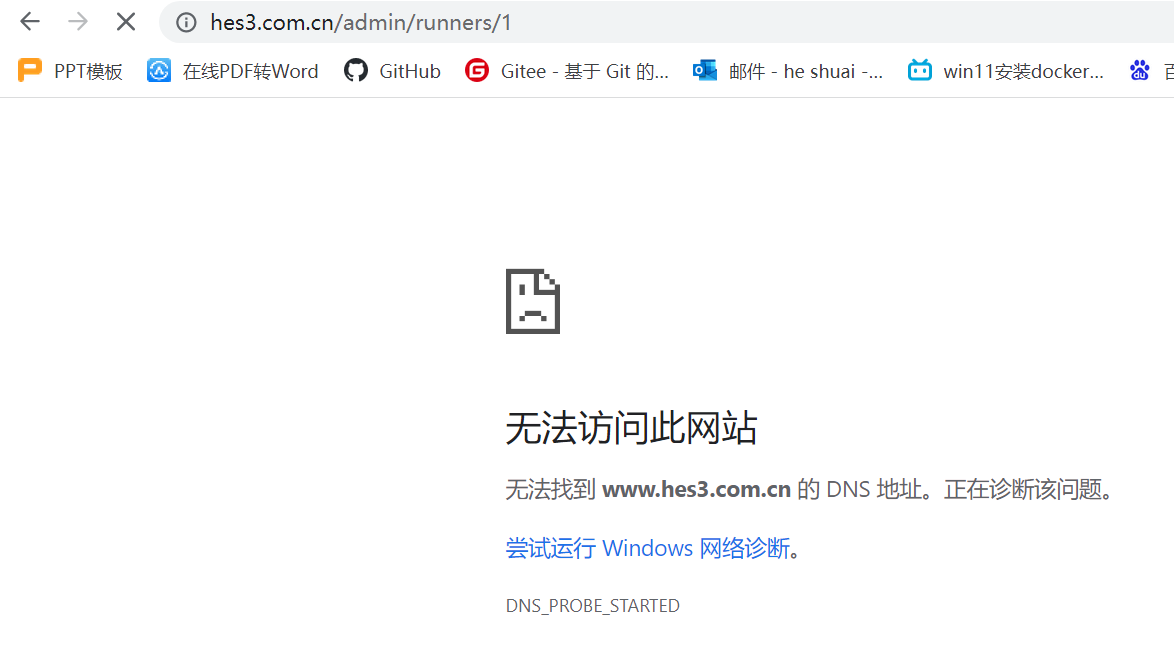 hes3.com.cn/admin/runners/1
PPT模板 在线PDF转Word GitHub Gitee - 基于 Git 的... 邮件 - he shuai -... win11安装docker...
无法访问此网站
无法找到 www.hes3.com.cn 的 DNS 地址。正在诊断该问题。
尝试运行 Windows 网络诊断。
DNS_PROBE_STARTED